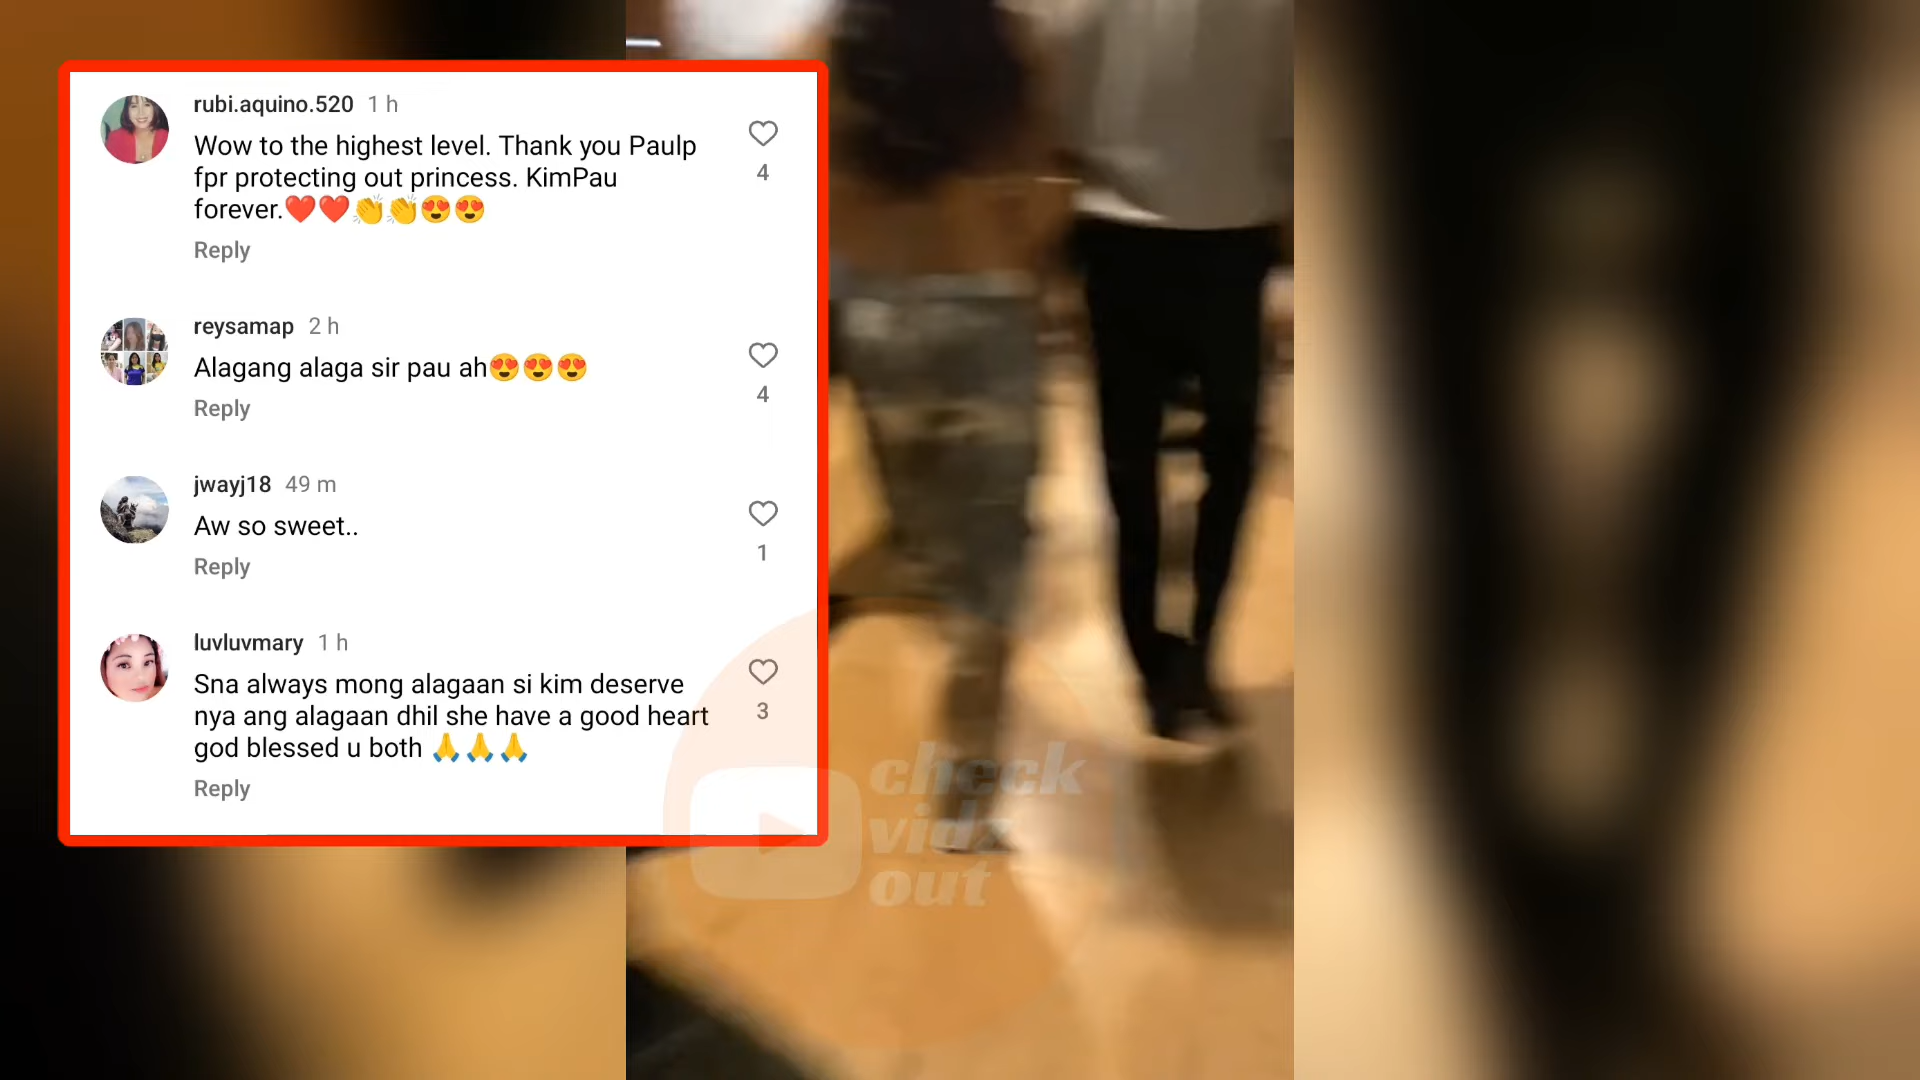 rubi.aquino.520 1 h
Wow to the highest level. Thank you Paulp
fpr protecting out princess. KimPau
forever.❤️❤️👏👏😍😍
4
Reply
reysamap 2 h
Alagang alaga sir pau ah😍😍😍
4
Reply
jwayj18 49 m
Aw so sweet..
1
Reply
luvluvmary 1 h
Sna always mong alagaan si kim deserve
nya ang alagaan dhil she have a good heart
god blessed u both 🙏🙏🙏
3
Reply
check
vidz
out